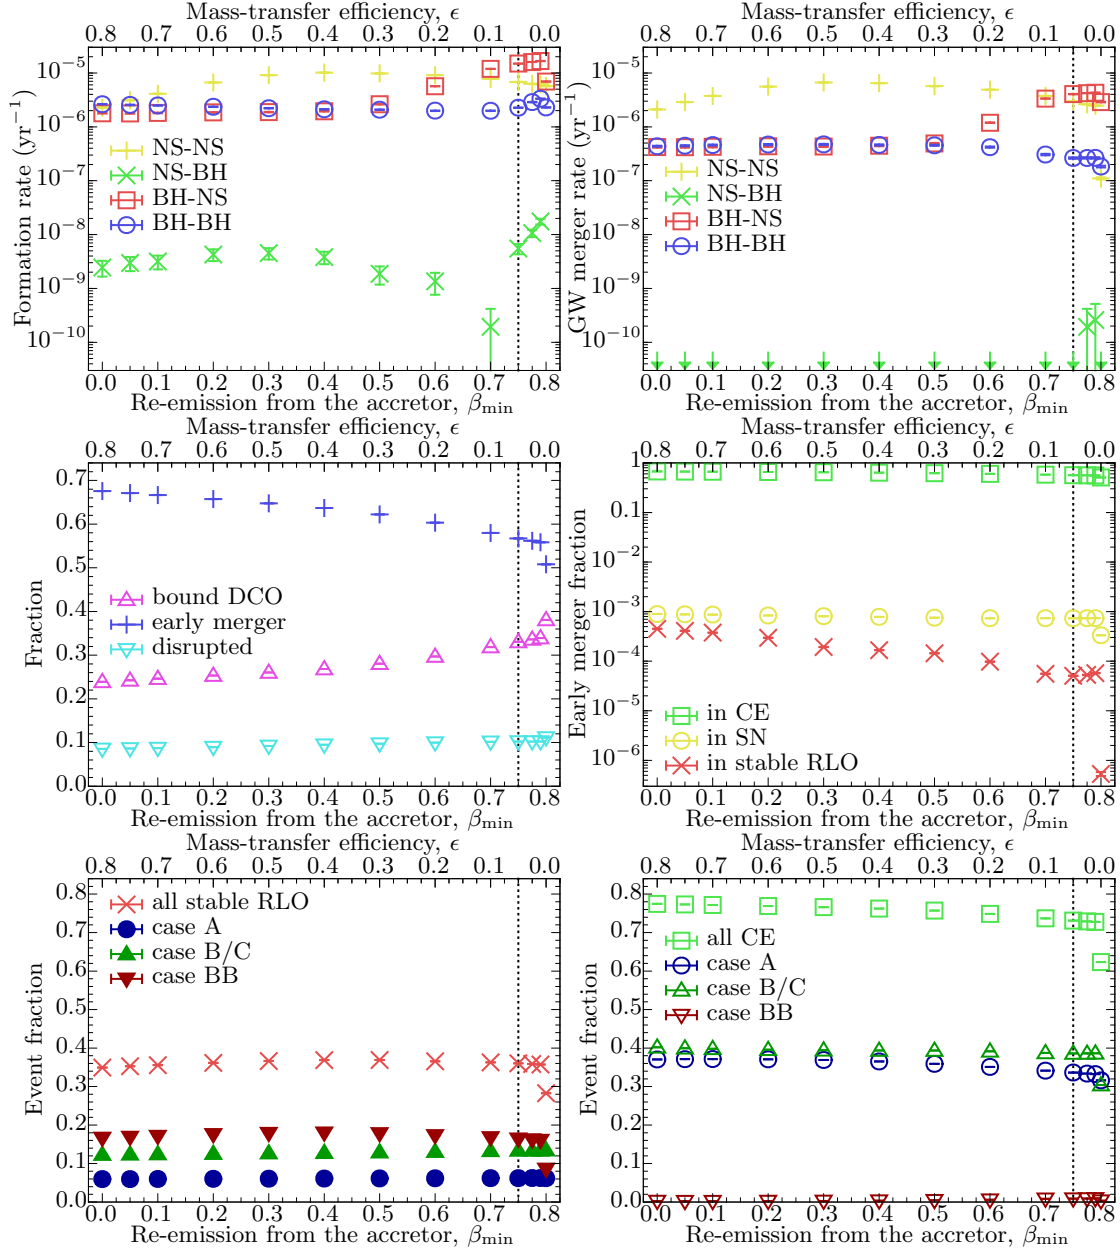 Mass-transfer efficiency, ϵ
0.8 0.7 0.6 0.5 0.4 0.3 0.2 0.1 0.0
Formation rate (yr⁻¹)
10⁻⁵
10⁻⁶
10⁻⁷
10⁻⁸
10⁻⁹
10⁻¹⁰
NS-NS
NS-BH
BH-NS
BH-BH
0.0 0.1 0.2 0.3 0.4 0.5 0.6 0.7 0.8
Re-emission from the accretor, β_min
Mass-transfer efficiency, ϵ
0.8 0.7 0.6 0.5 0.4 0.3 0.2 0.1 0.0
GW merger rate (yr⁻¹)
10⁻⁵
10⁻⁶
10⁻⁷
10⁻⁸
10⁻⁹
10⁻¹⁰
NS-NS
NS-BH
BH-NS
BH-BH
0.0 0.1 0.2 0.3 0.4 0.5 0.6 0.7 0.8
Re-emission from the accretor, β_min
Mass-transfer efficiency, ϵ
0.8 0.7 0.6 0.5 0.4 0.3 0.2 0.1 0.0
Fraction
0.7
0.6
0.5
0.4
0.3
0.2
0.1
0.0
bound DCO
early merger
disrupted
0.0 0.1 0.2 0.3 0.4 0.5 0.6 0.7 0.8
Re-emission from the accretor, β_min
Mass-transfer efficiency, ϵ
0.8 0.7 0.6 0.5 0.4 0.3 0.2 0.1 0.0
Early merger fraction
1
0.1
10⁻²
10⁻³
10⁻⁴
10⁻⁵
10⁻⁶
in CE
in SN
in stable RLO
0.0 0.1 0.2 0.3 0.4 0.5 0.6 0.7 0.8
Re-emission from the accretor, β_min
Mass-transfer efficiency, ϵ
0.8 0.7 0.6 0.5 0.4 0.3 0.2 0.1 0.0
Event fraction
0.8
0.7
0.6
0.5
0.4
0.3
0.2
0.1
0.0
all stable RLO
case A
case B/C
case BB
0.0 0.1 0.2 0.3 0.4 0.5 0.6 0.7 0.8
Re-emission from the accretor, β_min
Mass-transfer efficiency, ϵ
0.8 0.7 0.6 0.5 0.4 0.3 0.2 0.1 0.0
Event fraction
0.8
0.7
0.6
0.5
0.4
0.3
0.2
0.1
0.0
all CE
case A
case B/C
case BB
0.0 0.1 0.2 0.3 0.4 0.5 0.6 0.7 0.8
Re-emission from the accretor, β_min